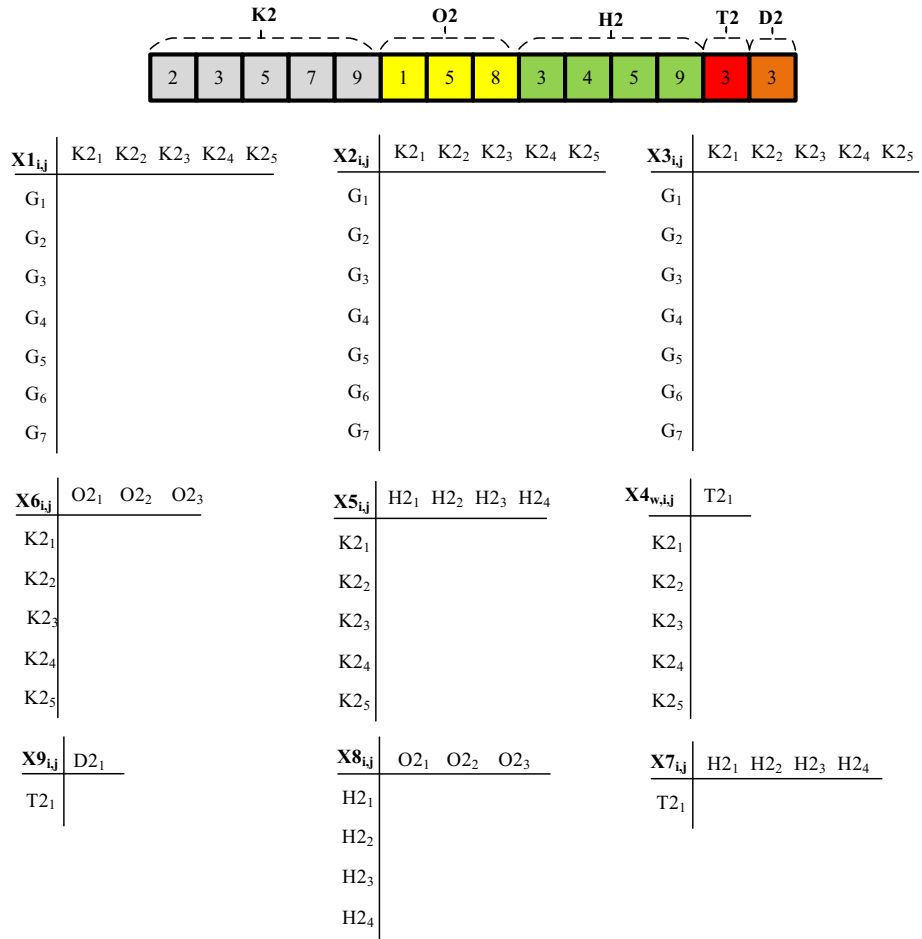 K2 O2 H2 T2 D2
2 3 5 7 9 1 5 8 3 4 5 9 3 3
X1i,j K21 K22 K23 K24 K25
G1
G2
G3
G4
G5
G6
G7
X2i,j K21 K22 K23 K24 K25
G1
G2
G3
G4
G5
G6
G7
X3i,j K21 K22 K23 K24 K25
G1
G2
G3
G4
G5
G6
G7
X6i,j O21 O22 O23
K21
K22
K23
K24
K25
X5i,j H21 H22 H23 H24
K21
K22
K23
K24
K25
X4w,i,j T21
K21
K22
K23
K24
K25
X9i,j D21
T21
X8i,j O21 O22 O23
H21
H22
H23
H24
X7i,j H21 H22 H23 H24
T21